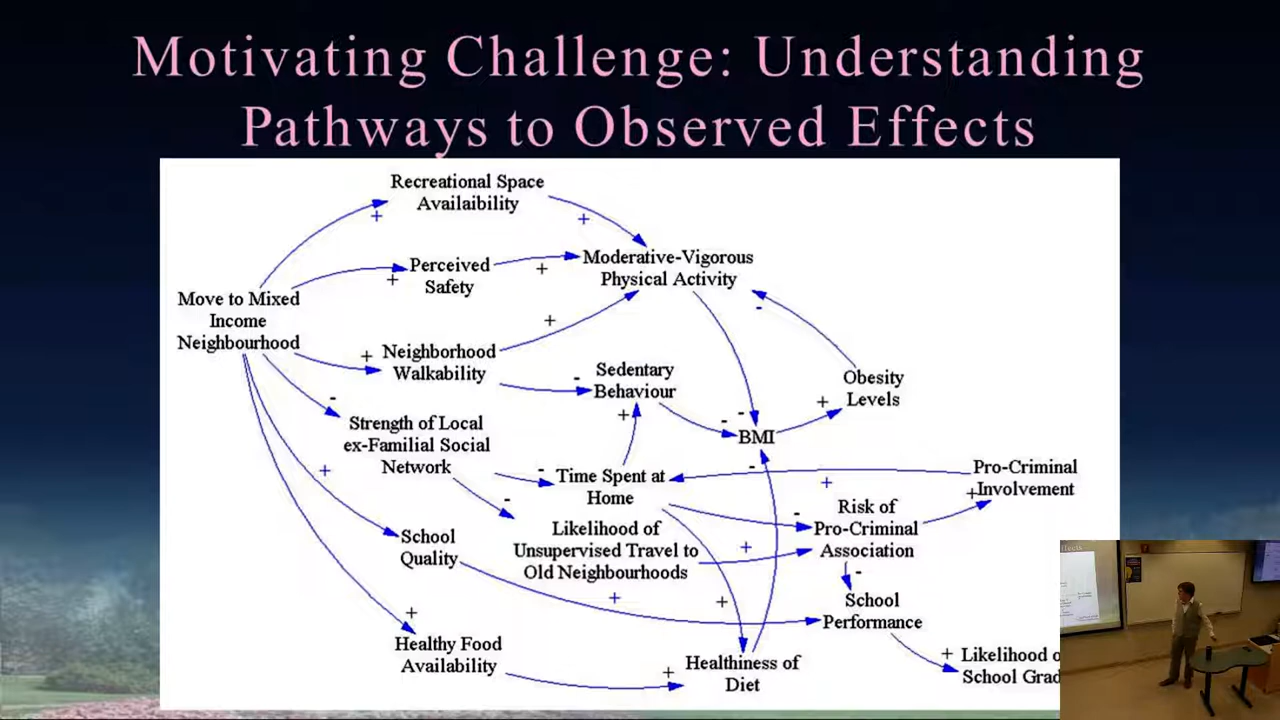 Motivating Challenge: Understanding
Pathways to Observed Effects
Recreational Space
Availaibility
+
+
Perceived
Safety
+
+
Moderative-Vigorous
Physical Activity
Move to Mixed
Income
Neighbourhood
+
Neighborhood
Walkability
+
-
Sedentary
Behaviour
-
Obesity
Levels
+
-
Strength of Local
ex-Familial Social
Network
+
-
-
BMI
+
-
-
Time Spent at
Home
-
+
Pro-Criminal
Involvement
+
Risk of
Pro-Criminal
Association
-
School
Quality
Likelihood of
Unsupervised Travel to
Old Neighbourhoods
+
-
+
+
School
Performance
+
Healthy Food
Availability
+
Healthiness of
Diet
+
Likelihood o
School Grad